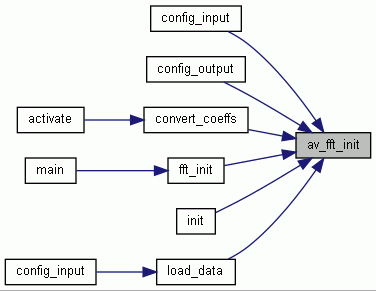 config_input
config_output
activate
convert_coeffs
av_fft_init
main
fft_init
init
config_input
load_data